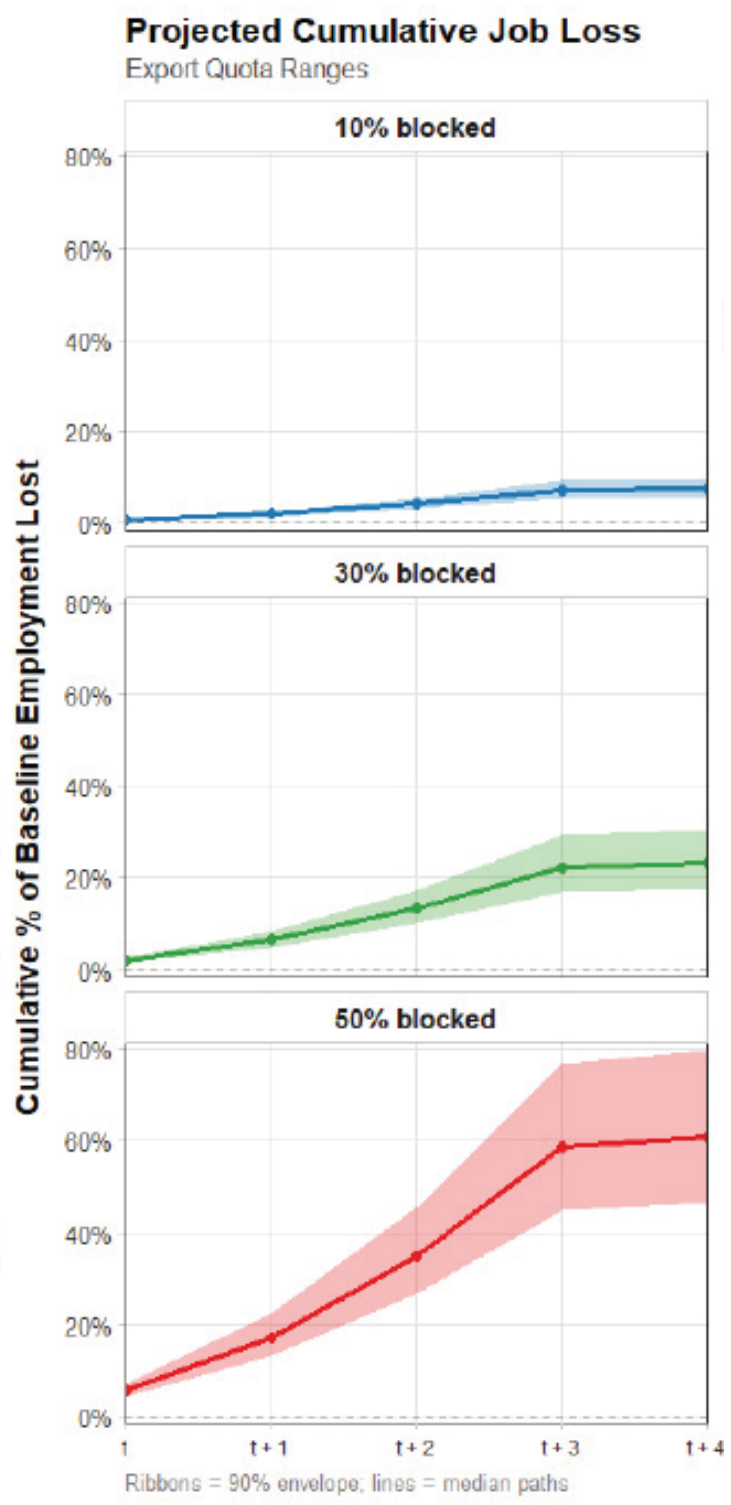 Projected Cumulative Job Loss
Export Quota Ranges
10% blocked
80%
60%
40%
20%
0%
30% blocked
80%
60%
40%
20%
0%
50% blocked
80%
60%
40%
20%
0%
Cumulative % of Baseline Employment Lost
t
t + 1
t + 2
t + 3
t + 4
Ribbons = 90% envelope; lines = median paths